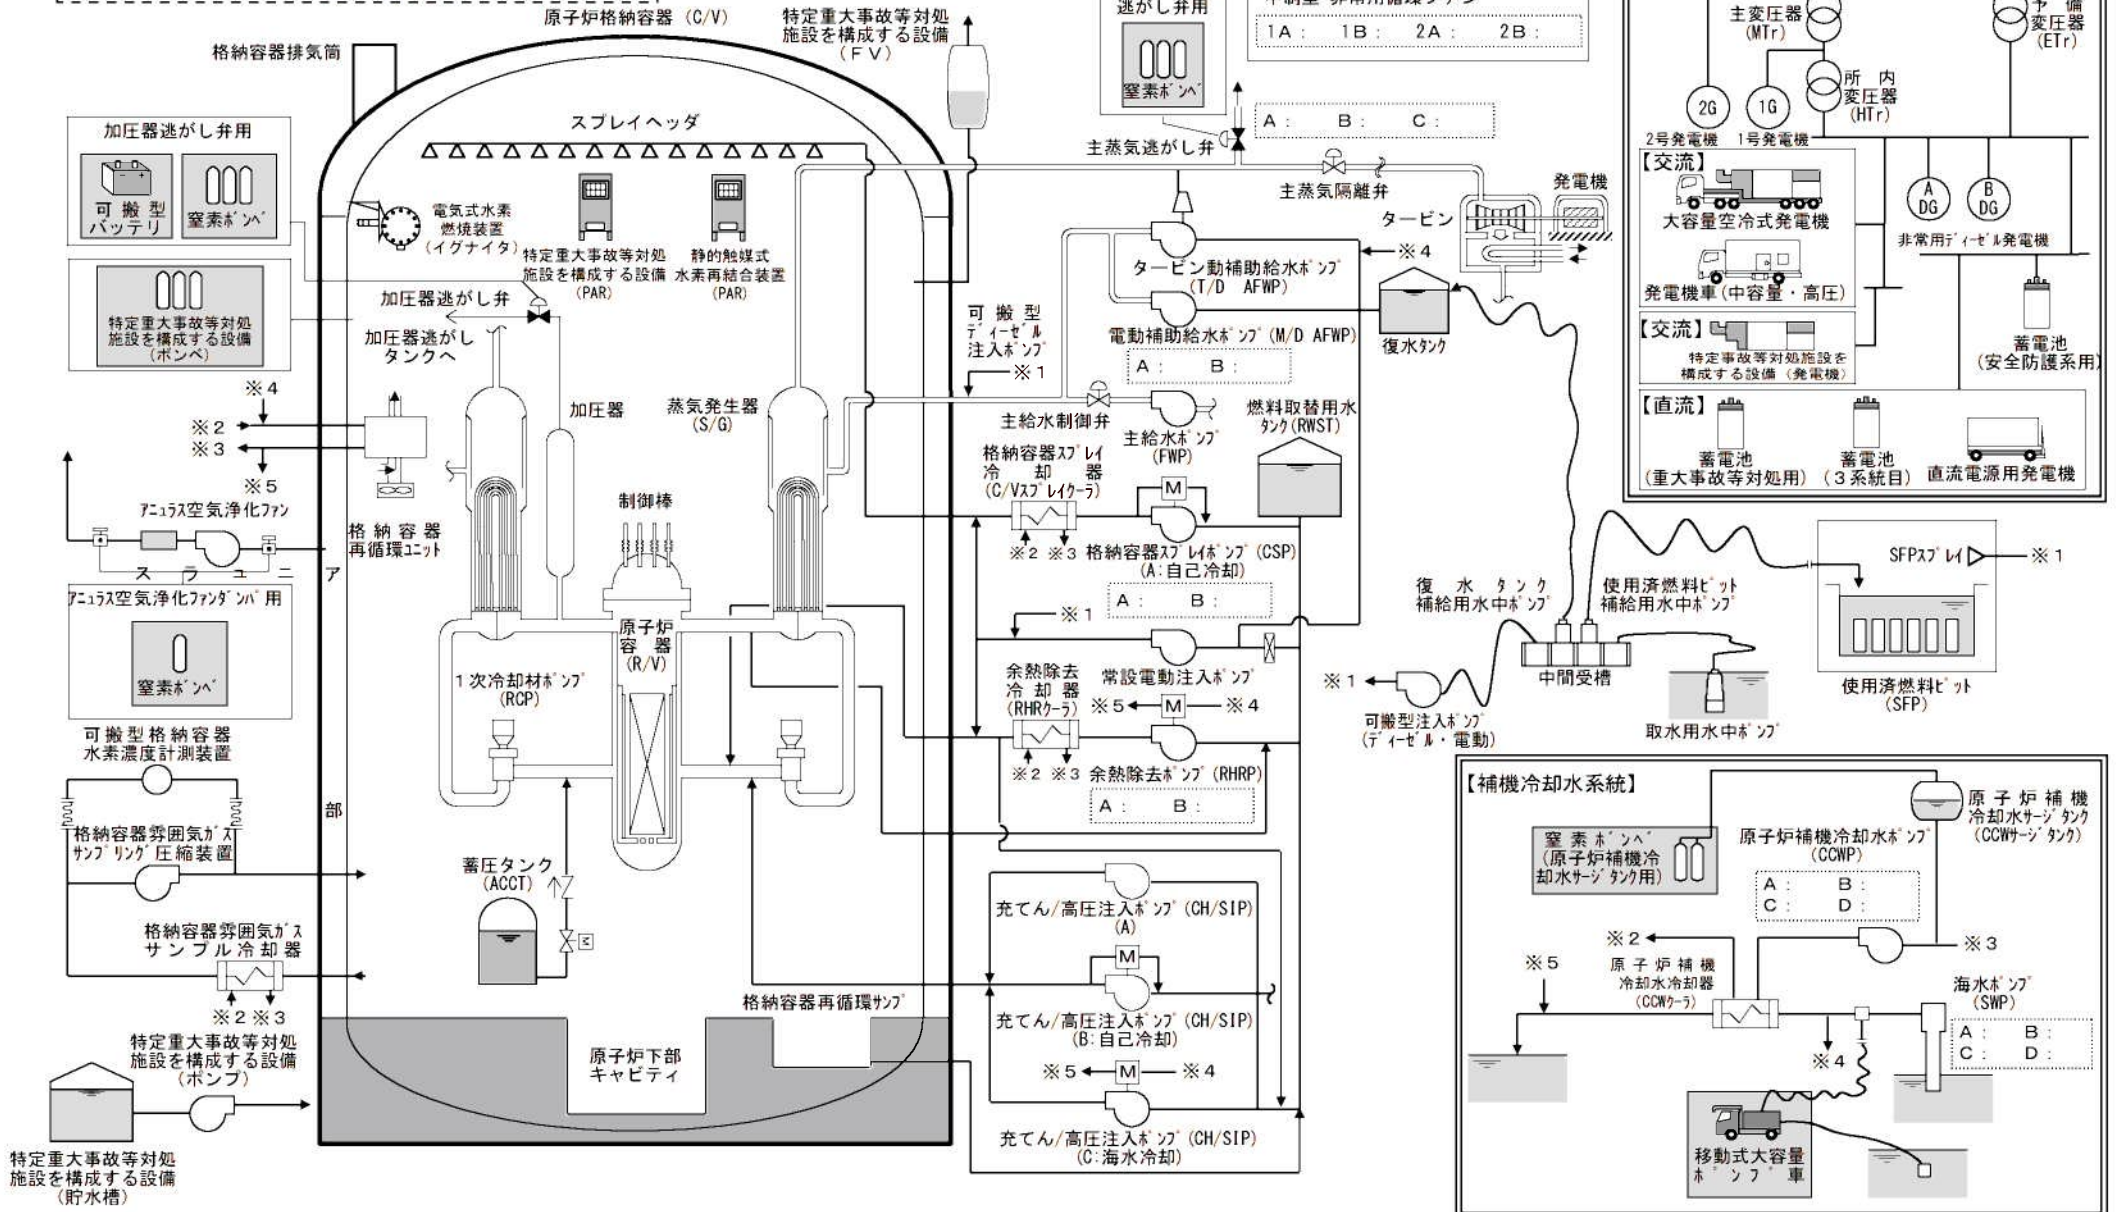 原子炉格納容器 (C/V)
特定重大事故等対処
施設を構成する設備
(FV)
格納容器排気筒
逃がし弁用
窒素ボンベ
1A: 1B: 2A: 2B:
A: B: C:
主蒸気逃がし弁
主蒸気隔離弁
タービン
発電機
加圧器逃がし弁用
可搬型
バッテリ
窒素ボンベ
スプレイヘッダ
電気式水素
燃焼装置
(イグナイタ)
特定重大事故等対処
施設を構成する設備
(PAR)
静的触媒式
水素再結合装置
(PAR)
特定重大事故等対処
施設を構成する設備
(ボンベ)
加圧器逃がし弁
加圧器逃がし
タンクへ
加圧器
蒸気発生器
(S/G)
※4
※2
※3
※5
格納容器
再循環ユニット
アニュラス空気浄化ファン
アニュラス
部
アニュラス空気浄化ファンダンパ用
窒素ボンベ
制御棒
原子炉
容器
(R/V)
1次冷却材ポンプ
(RCP)
可搬型格納容器
水素濃度計測装置
格納容器雰囲気ガス
サンプリング圧縮装置
格納容器雰囲気ガス
サンプル冷却器
※2 ※3
蓄圧タンク
(ACCT)
M
格納容器再循環サンプ
原子炉下部
キャビティ
特定重大事故等対処
施設を構成する設備
(ポンプ)
特定重大事故等対処
施設を構成する設備
(貯水槽)
タービン動補助給水ポンプ
(T/D AFWP)
※4
電動補助給水ポンプ(M/D AFWP)
A: B:
復水タンク
可搬型
ディーゼル
注入ポンプ
※1
主給水制御弁
主給水ポンプ
(FWP)
燃料取替用水
タンク(RWST)
格納容器スプレイ
冷却器
(C/Vスプレイクーラ)
M
※2 ※3
格納容器スプレイポンプ(CSP)
(A:自己冷却)
A: B:
※1
常設電動注入ポンプ
余熱除去
冷却器
(RHRクーラ)
※5 M ※4
※2 ※3
余熱除去ポンプ(RHRP)
A: B:
充てん/高圧注入ポンプ(CH/SIP)
(A)
M
充てん/高圧注入ポンプ(CH/SIP)
(B:自己冷却)
※5 M ※4
充てん/高圧注入ポンプ(CH/SIP)
(C:海水冷却)
主変圧器
(MTr)
予備
変圧器
(ETr)
所内
変圧器
(HTr)
2G
1G
2号発電機
1号発電機
【交流】
大容量空冷式発電機
発電機車(中容量・高圧)
A
DG
B
DG
非常用ディーゼル発電機
【交流】
特定事故等対処施設を
構成する設備(発電機)
蓄電池
(安全防護系用)
【直流】
蓄電池
(重大事故等対処用)
蓄電池
(3系統目)
直流電源用発電機
復水タンク
補給用水中ポンプ
使用済燃料ピット
補給用水中ポンプ
SFPスプレイ
※1
使用済燃料ピット
(SFP)
中間受槽
取水用水中ポンプ
※1
可搬型注入ポンプ
(ディーゼル・電動)
【補機冷却水系統】
原子炉補機
冷却水サージタンク
(CCWサージタンク)
窒素ボンベ
(原子炉補機冷
却水サージタンク用)
原子炉補機冷却水ポンプ
(CCWP)
A: B:
C: D:
※2
※3
※5
原子炉補機
冷却水冷却器
(CCWクーラ)
海水ポンプ
(SWP)
A: B:
C: D:
※4
移動式大容量
ポンプ車